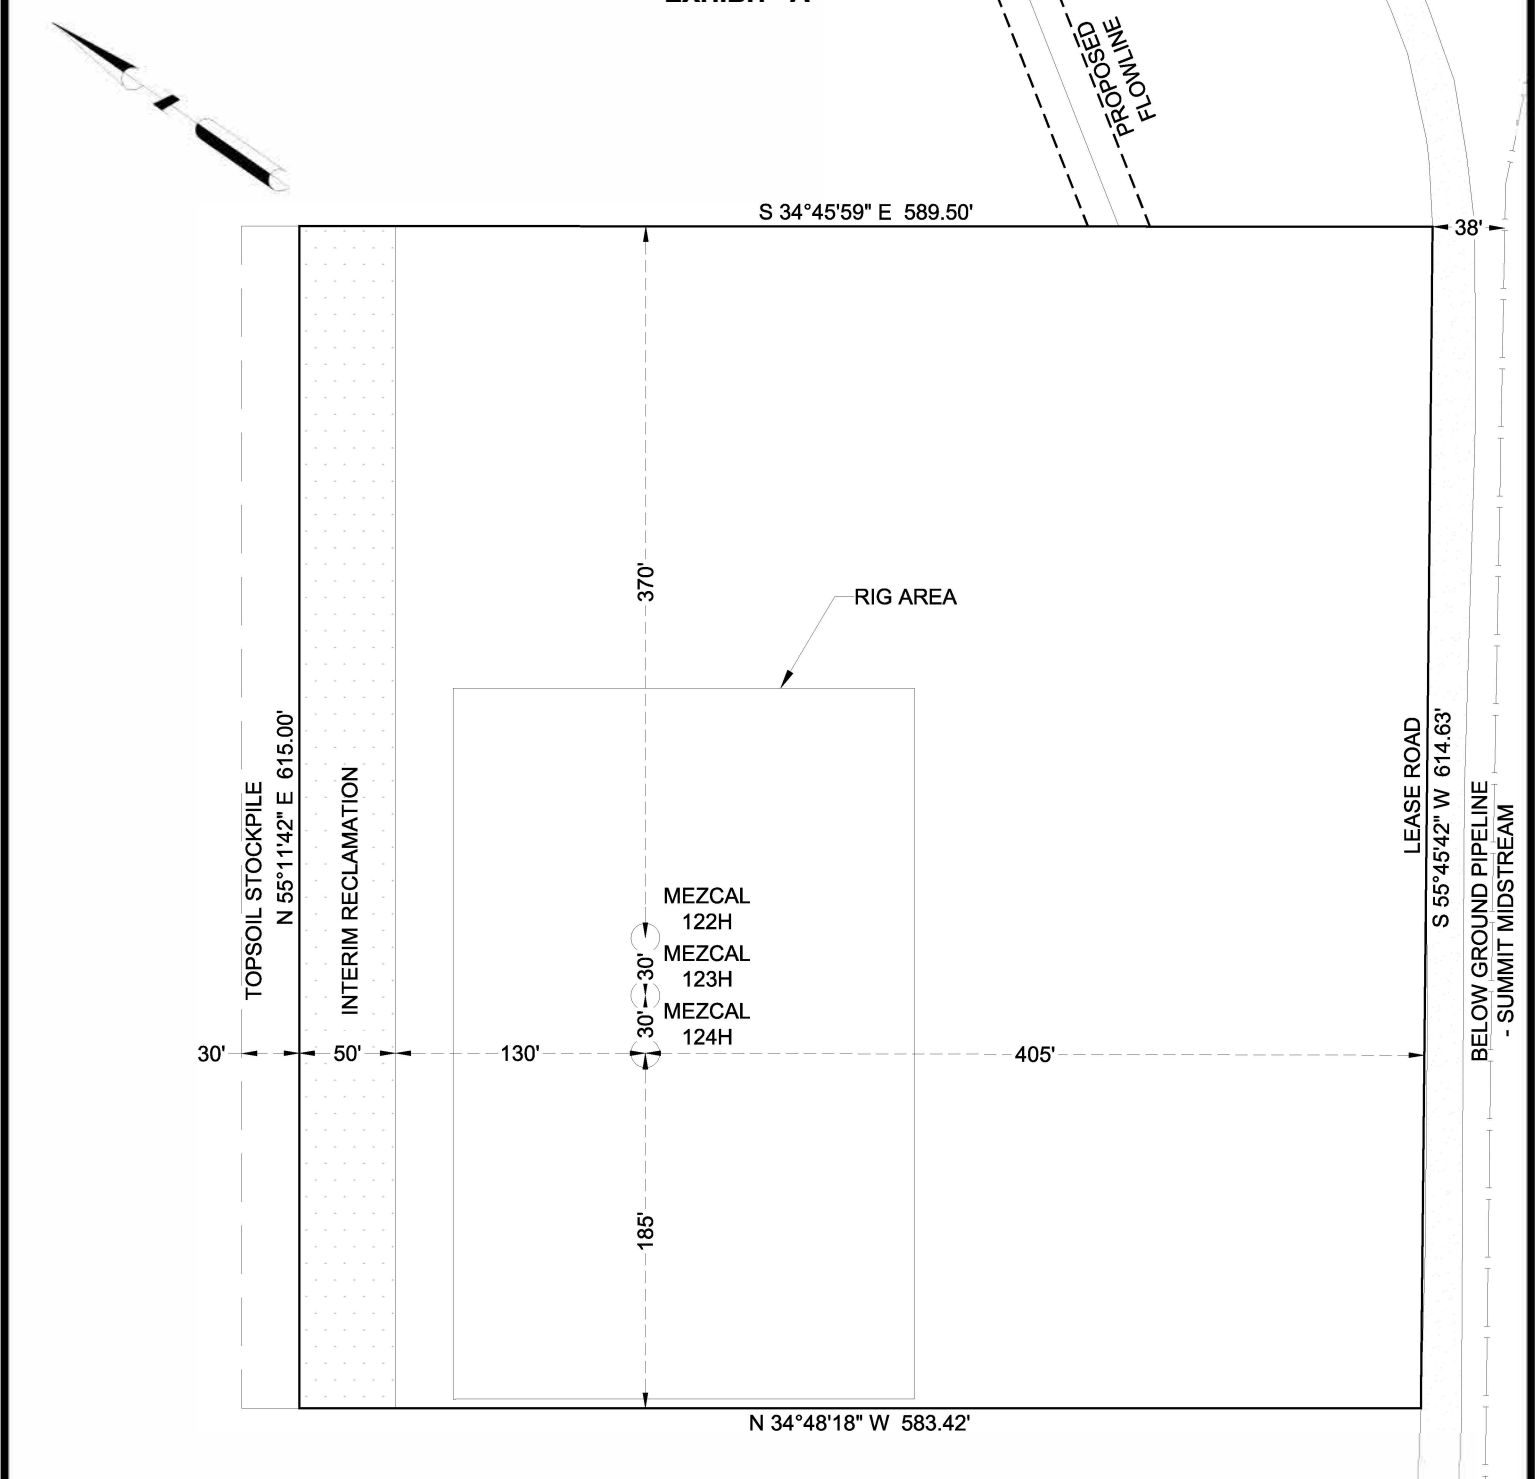 EXHIBIT "A"
PROPOSED
FLOWLINE
S 34°45'59" E 589.50'
38'
370'
RIG AREA
TOPSOIL STOCKPILE
N 55°11'42" E 615.00'
INTERIM RECLAMATION
LEASE ROAD
S 55°45'42" W 614.63'
BELOW GROUND PIPELINE
- SUMMIT MIDSTREAM
MEZCAL
122H
30'
MEZCAL
123H
30'
MEZCAL
124H
30'
50'
130'
405'
185'
N 34°48'18" W 583.42'